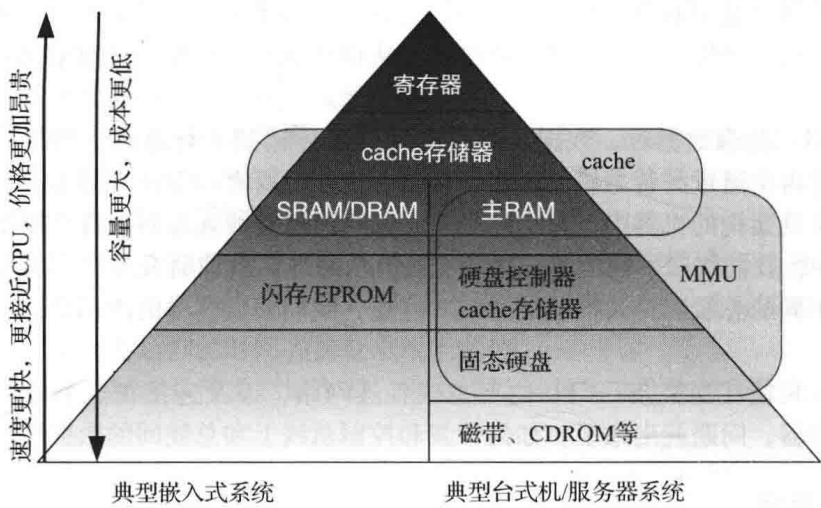 速度更快，更接近CPU，价格更加昂贵
容量更大，成本更低
寄存器
cache存储器
cache
SRAM/DRAM
主RAM
闪存/EPROM
硬盘控制器
cache存储器
MMU
固态硬盘
磁带、CDROM等
典型嵌入式系统
典型台式机/服务器系统